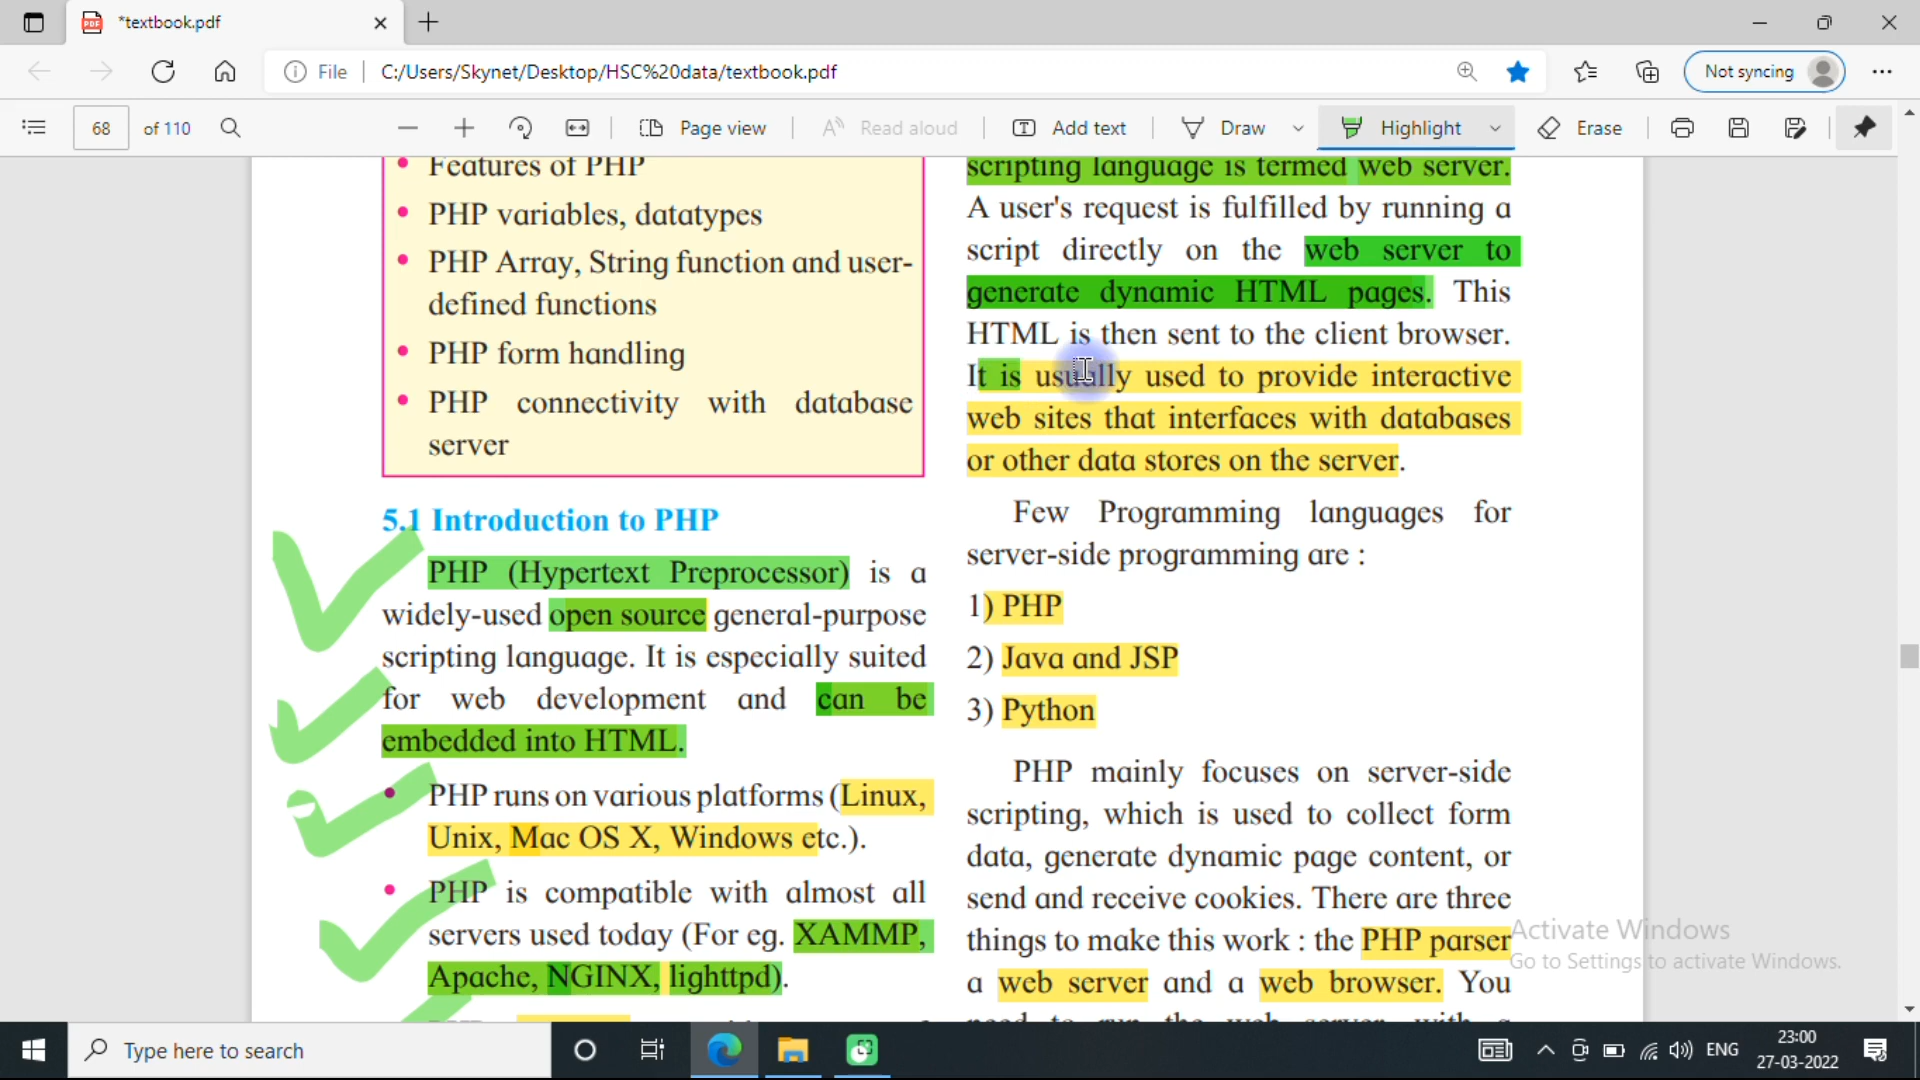 *textbook.pdf
File
C:/Users/Skynet/Desktop/HSC%20data/textbook.pdf
Not syncing
68 of 110
Page view
Read aloud
Add text
Draw
Highlight
Erase
• Features of PHP
• PHP variables, datatypes
• PHP Array, String function and user-
defined functions
• PHP form handling
• PHP connectivity with database
server
5.1 Introduction to PHP
PHP (Hypertext Preprocessor) is a
widely-used open source general-purpose
scripting language. It is especially suited
for web development and can be
embedded into HTML.
• PHP runs on various platforms (Linux,
Unix, Mac OS X, Windows etc.).
• PHP is compatible with almost all
servers used today (For eg. XAMMP,
Apache, NGINX, lighttpd).
scripting language is termed web server.
A user's request is fulfilled by running a
script directly on the web server to
generate dynamic HTML pages. This
HTML is then sent to the client browser.
It is usually used to provide interactive
web sites that interfaces with databases
or other data stores on the server.
Few Programming languages for
server-side programming are :
1) PHP
2) Java and JSP
3) Python
PHP mainly focuses on server-side
scripting, which is used to collect form
data, generate dynamic page content, or
send and receive cookies. There are three
things to make this work : the PHP parser
a web server and a web browser. You
need to run the web server, with a
Activate Windows
Go to Settings to activate Windows.
Type here to search
ENG
23:00
27-03-2022